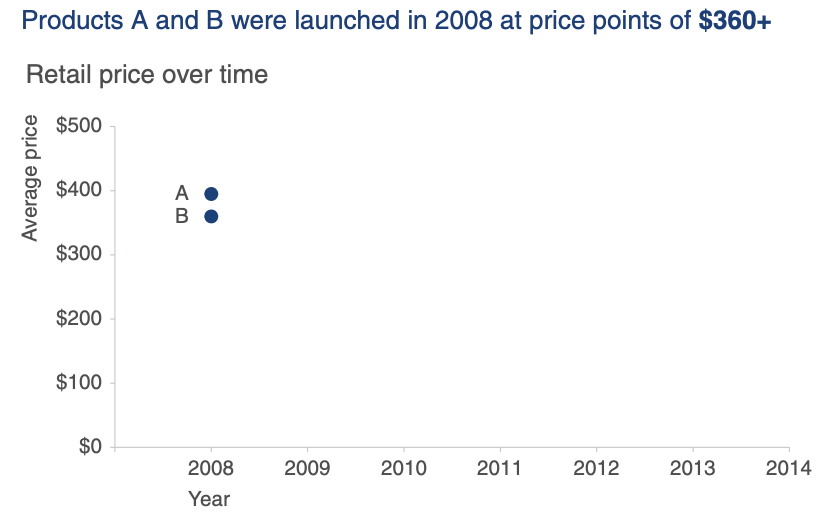 Products A and B were launched in 2008 at price points of $360+
Retail price over time
Average price
$500
$400
$300
$200
$100
$0
A
B
2008 2009 2010 2011 2012 2013 2014
Year